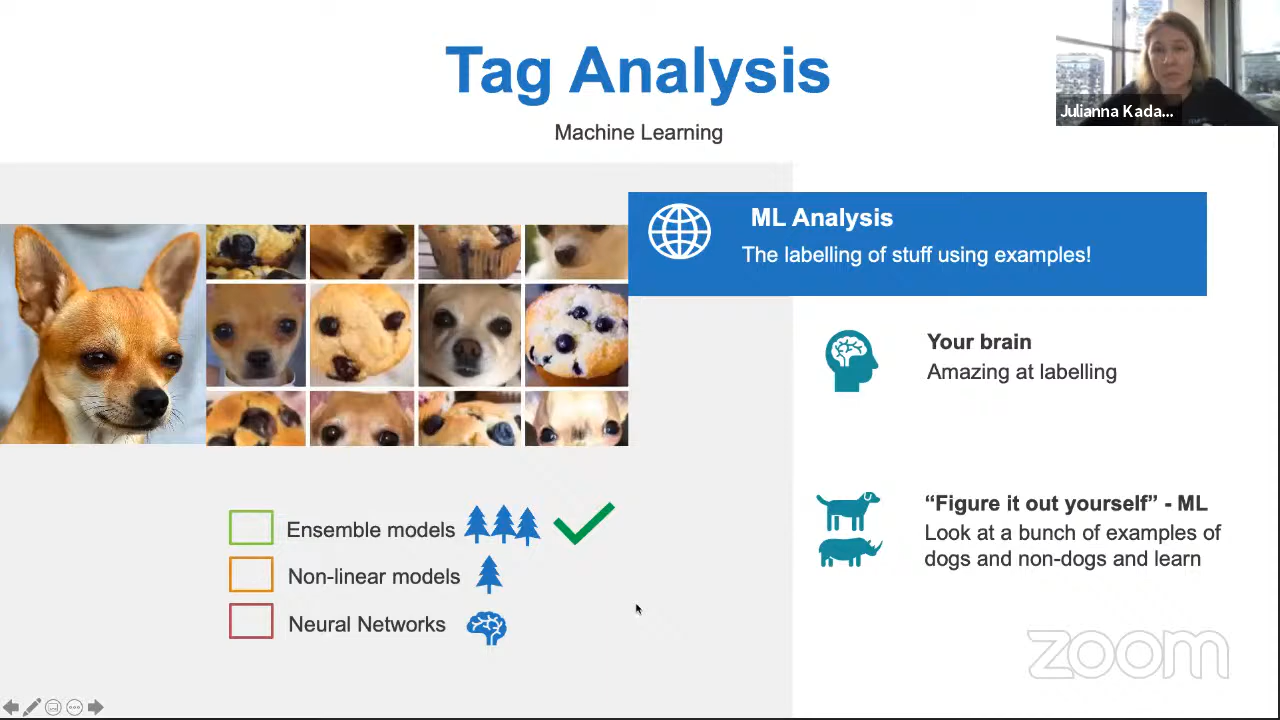 Tag Analysis
Machine Learning
Julianna Kada...
ML Analysis
The labelling of stuff using examples!
Your brain
Amazing at labelling
“Figure it out yourself” - ML
Look at a bunch of examples of
dogs and non-dogs and learn
Ensemble models
Non-linear models
Neural Networks
zoom